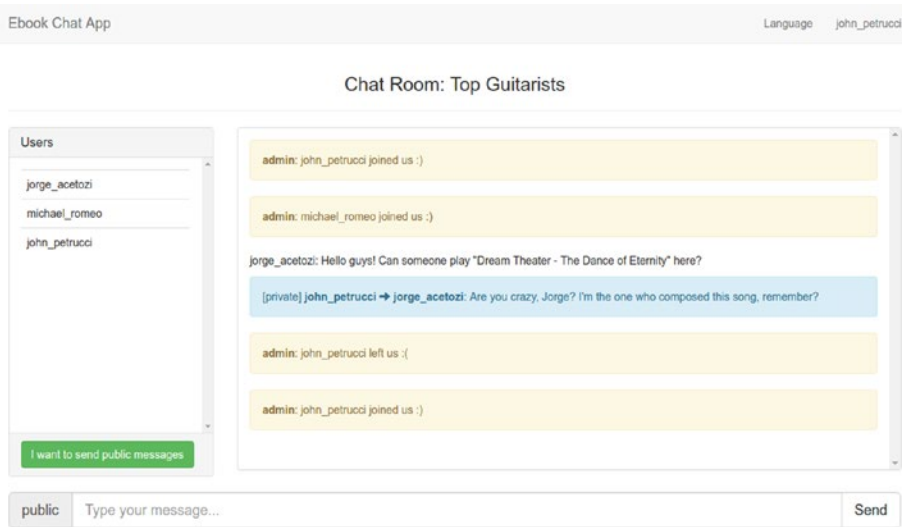 Ebook Chat App
Language john_petrucci
Chat Room: Top Guitarists
Users
jorge_acetozi
michael_romeo
john_petrucci
I want to send public messages
admin: john_petrucci joined us :)
admin: michael_romeo joined us :)
jorge_acetozi: Hello guys! Can someone play "Dream Theater - The Dance of Eternity" here?
[private] john_petrucci ➔ jorge_acetozi: Are you crazy, Jorge? I'm the one who composed this song, remember?
admin: john_petrucci left us :(
admin: john_petrucci joined us :)
public Type your message... Send